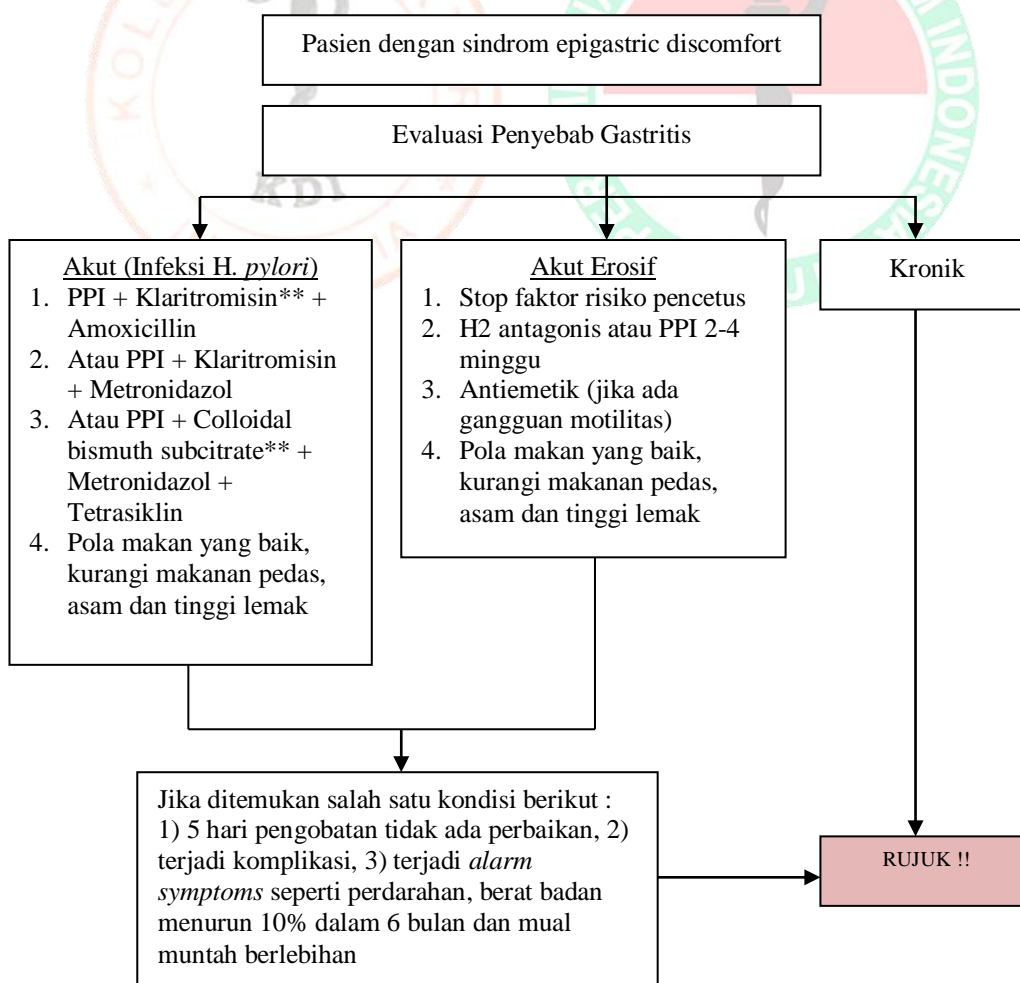 Pasien dengan sindrom epigastric discomfort
Evaluasi Penyebab Gastritis
Akut (Infeksi H. pylori)
1. PPI + Klaritromisin** +
Amoxicillin
2. Atau PPI + Klaritromisin
+ Metronidazol
3. Atau PPI + Colloidal
bismuth subcitrate** +
Metronidazol +
Tetrasiklin
4. Pola makan yang baik,
kurangi makanan pedas,
asam dan tinggi lemak
Akut Erosif
1. Stop faktor risiko pencetus
2. H2 antagonis atau PPI 2-4
minggu
3. Antiemetik (jika ada
gangguan motilitas)
4. Pola makan yang baik,
kurangi makanan pedas,
asam dan tinggi lemak
Kronik
Jika ditemukan salah satu kondisi berikut :
1) 5 hari pengobatan tidak ada perbaikan, 2)
terjadi komplikasi, 3) terjadi alarm
symptoms seperti perdarahan, berat badan
menurun 10% dalam 6 bulan dan mual
muntah berlebihan
RUJUK !!
KDI